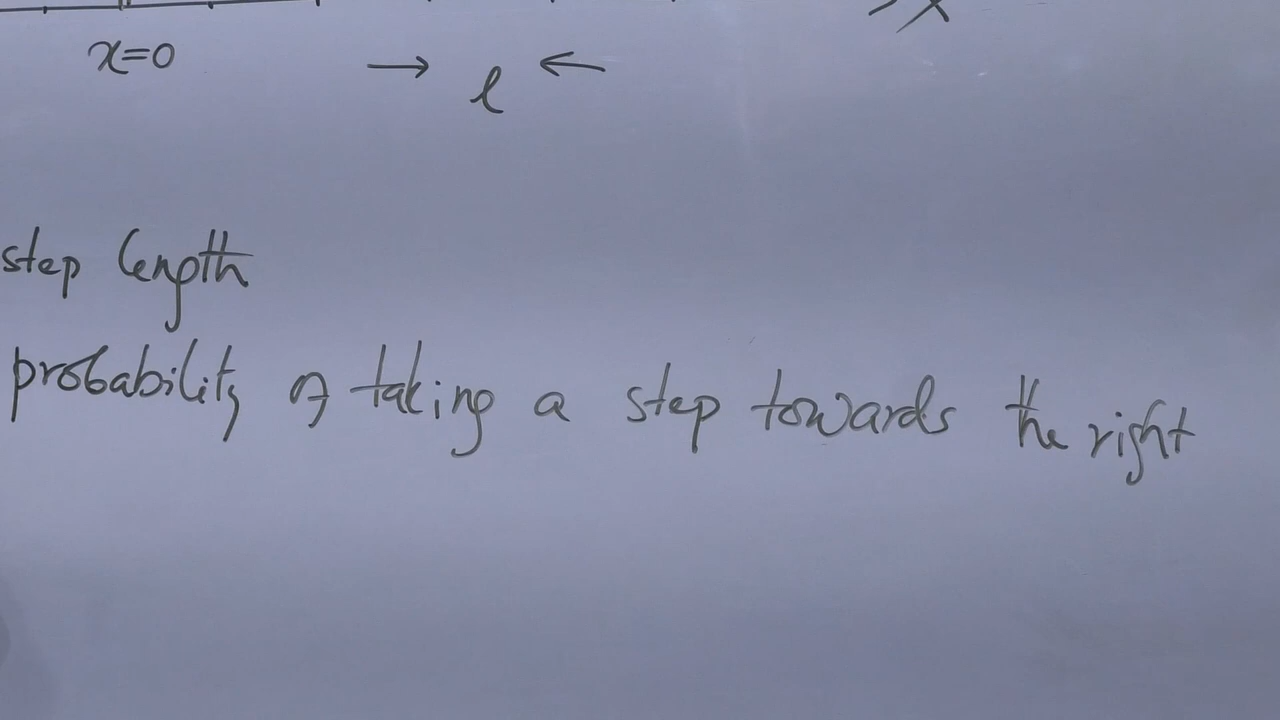 x
x=0 → l ←
step length
probability of taking a step towards the right